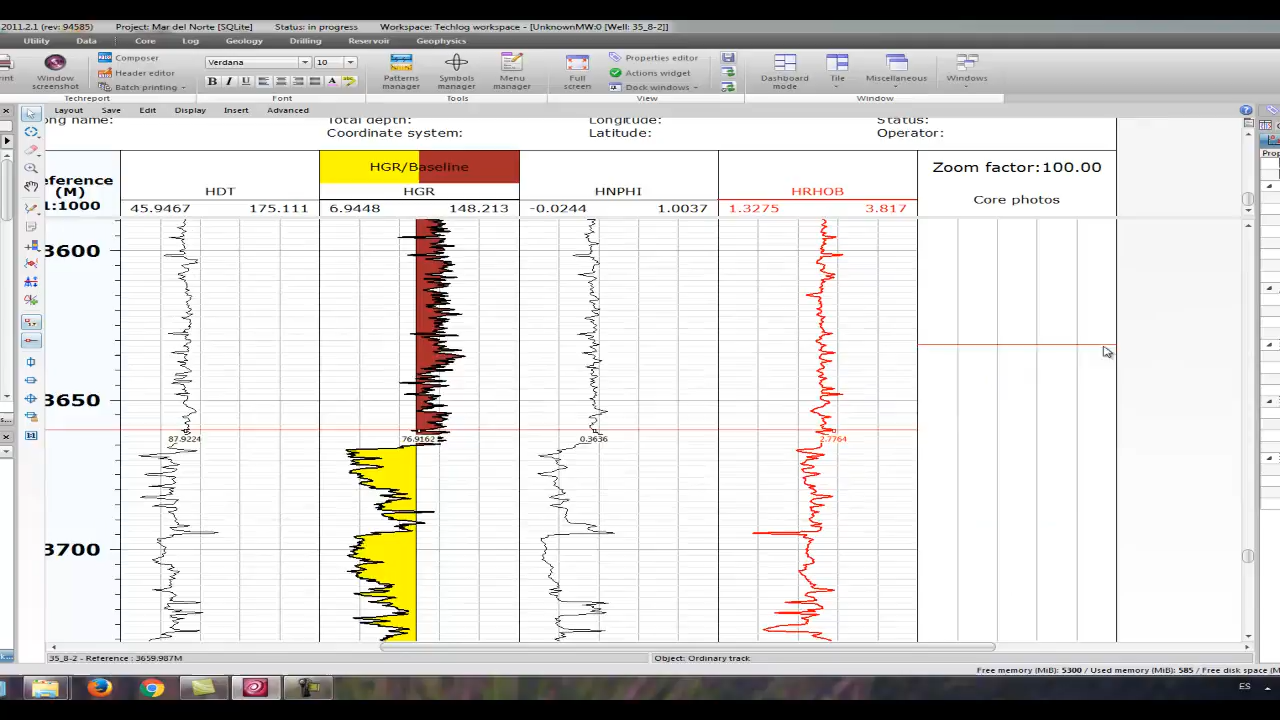 2011.2.1 (rev: 94585) Project: Mar del Norte [SQLite] Status: in progress Workspace: Techlog workspace - [UnknownMW:0 [Well: 35_8-2]]
Utility Data Core Log Geology Drilling Reservoir Geophysics
Composer
Header editor
Batch printing
Window screenshot
Techreport
Verdana 10
B I U A
Font
Patterns manager
Symbols manager
Menu manager
Tools
Full screen
Properties editor
Actions widget
Dock windows
View
Dashboard mode
Tile
Miscellaneous
Windows
Window
Layout Save Edit Display Insert Advanced
ong name: Total depth: Longitude: Status:
Coordinate system: Latitude: Operator:
eference
(M)
1:1000
HGR/Baseline
Zoom factor:100.00
HDT HGR HNPHI HRHOB Core photos
45.9467 175.111 6.9448 148.213 -0.0244 1.0037 1.3275 3.817
3600
3650
87.9224 76.9162 0.3636 2.7764
3700
35_8-2 - Reference : 3659.987M Object: Ordinary track
Free memory (MiB): 5300 / Used memory (MiB): 585 / Free disk space (M
ES